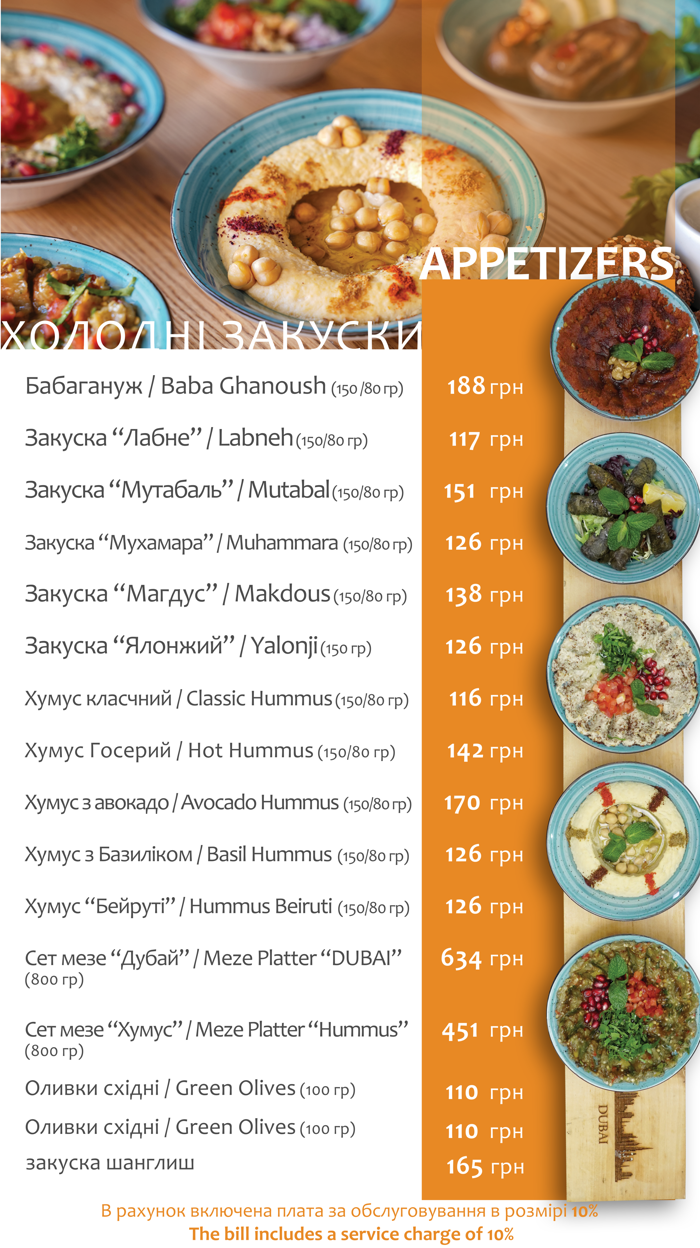 APPETIZERS
ХОЛОДНІ ЗАКУСКИ
Бабагануж / Baba Ghanoush (150/80 гр) 188 грн
Закуска “Лабне” / Labneh (150/80 гр) 117 грн
Закуска “Мутабаль” / Mutabal (150/80 гр) 151 грн
Закуска “Мухамара” / Muhammara (150/80 гр) 126 грн
Закуска “Магдус” / Makdous (150/80 гр) 138 грн
Закуска “Ялонжий” / Yalonji (150 гр) 126 грн
Хумус класчний / Classic Hummus (150/80 гр) 116 грн
Хумус Госерий / Hot Hummus (150/80 гр) 142 грн
Хумус з авокадо / Avocado Hummus (150/80 гр) 170 грн
Хумус з Базиліком / Basil Hummus (150/80 гр) 126 грн
Хумус “Бейруті” / Hummus Beiruti (150/80 гр) 126 грн
Сет мезе “Дубай” / Meze Platter “DUBAI” 634 грн
(800 гр)
Сет мезе “Хумус” / Meze Platter “Hummus” 451 грн
(800 гр)
Оливки східні / Green Olives (100 гр) 110 грн
Оливки східні / Green Olives (100 гр) 110 грн
закуска шанглиш 165 грн
DUBAI
В рахунок включена плата за обслуговування в розмірі 10%
The bill includes a service charge of 10%